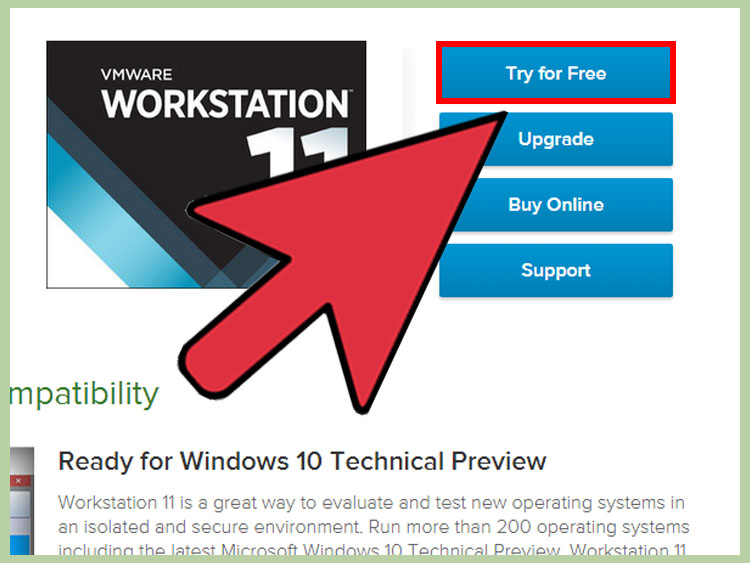 VMWARE
WORKSTATION™
11
Try for Free
Upgrade
Buy Online
Support
mpatibility
Ready for Windows 10 Technical Preview
Workstation 11 is a great way to evaluate and test new operating systems in
an isolated and secure environment. Run more than 200 operating systems
including the latest Microsoft Windows 10 Technical Preview. Workstation 11